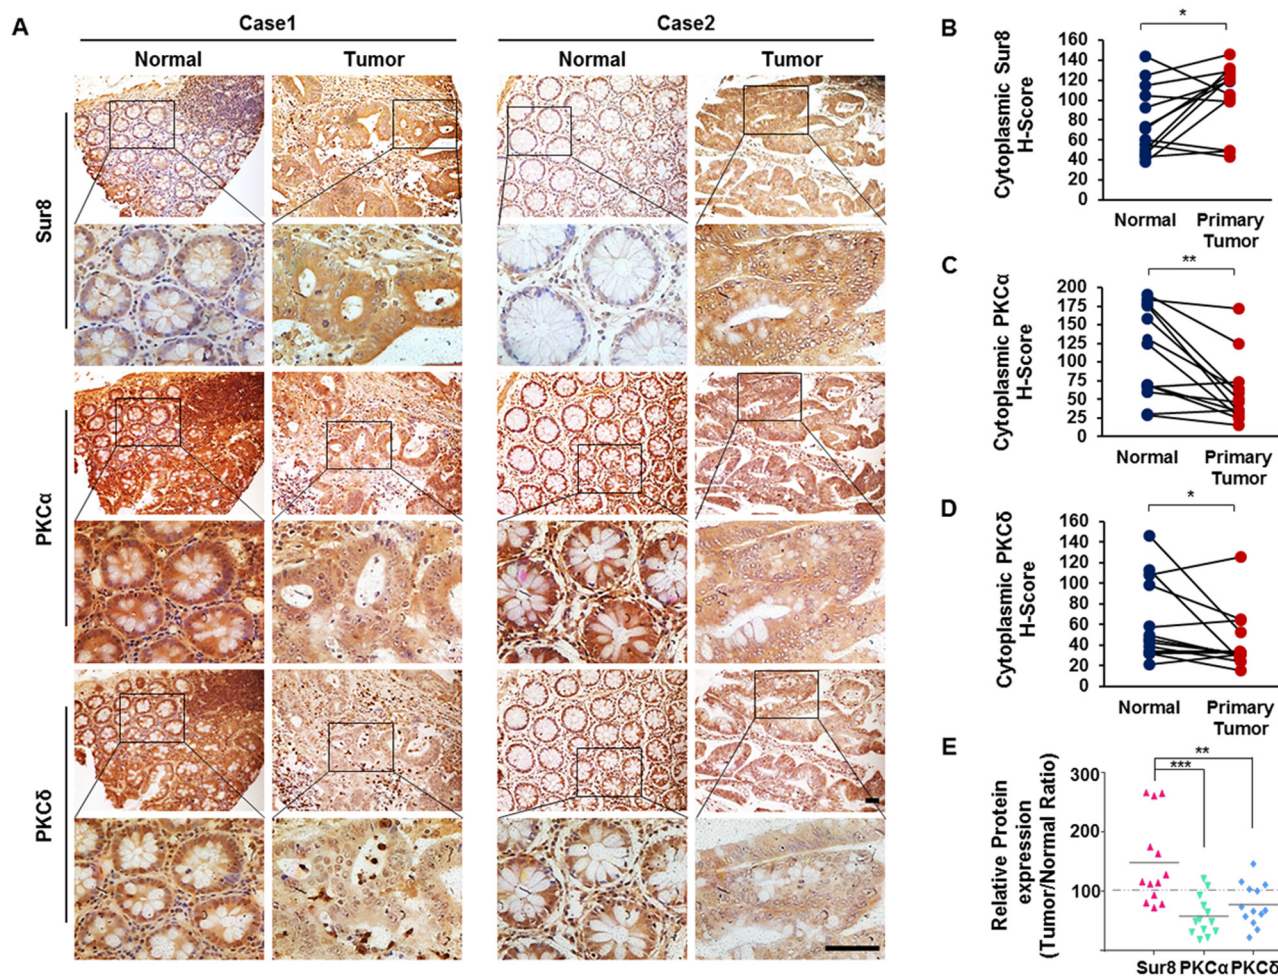 A
Case1
Case2
Normal
Tumor
Normal
Tumor
Sur8
PKCα
PKCδ
B
*
Cytoplasmic Sur8
H-Score
160
140
120
100
80
60
40
20
0
Normal
Primary
Tumor
C
**
Cytoplasmic PKCα
H-Score
200
175
150
125
100
75
50
25
0
Normal
Primary
Tumor
D
*
Cytoplasmic PKCδ
H-Score
160
140
120
100
80
60
40
20
0
Normal
Primary
Tumor
E
**
***
Relative Protein
expression
(Tumor/Normal Ratio)
300
200
100
Sur8 PKCα PKCδ